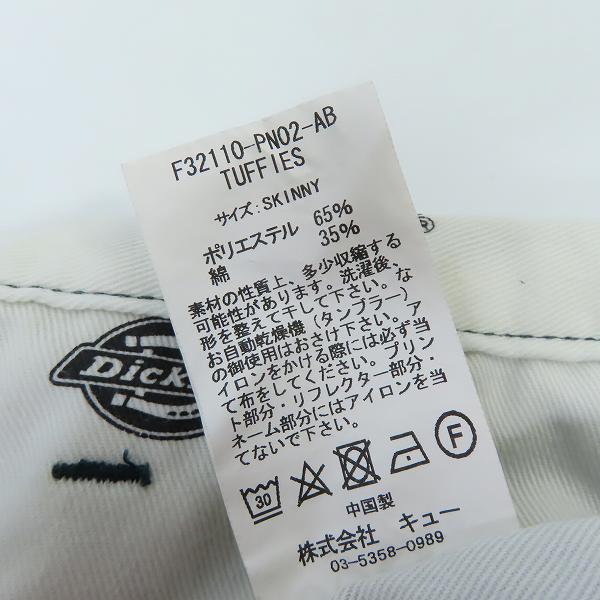 F32110-PN02-AB
TUFFIES
サイズ:SKINNY
ポリエステル 65%
綿 35%
素材の性質上、多少収縮する
可能性があります。洗濯後、
形を整えて干して下さい。な
お自動乾燥機（タンブラー）
の御使用はおさけ下さい。ア
イロンをかける際には必ず当
て布をしてください。プリン
ト部分・リフレクター部分・
ネーム部分にはアイロンを当
てないで下さい。
30
F
中国製
株式会社 キュー
03-5358-0989
®
Dick